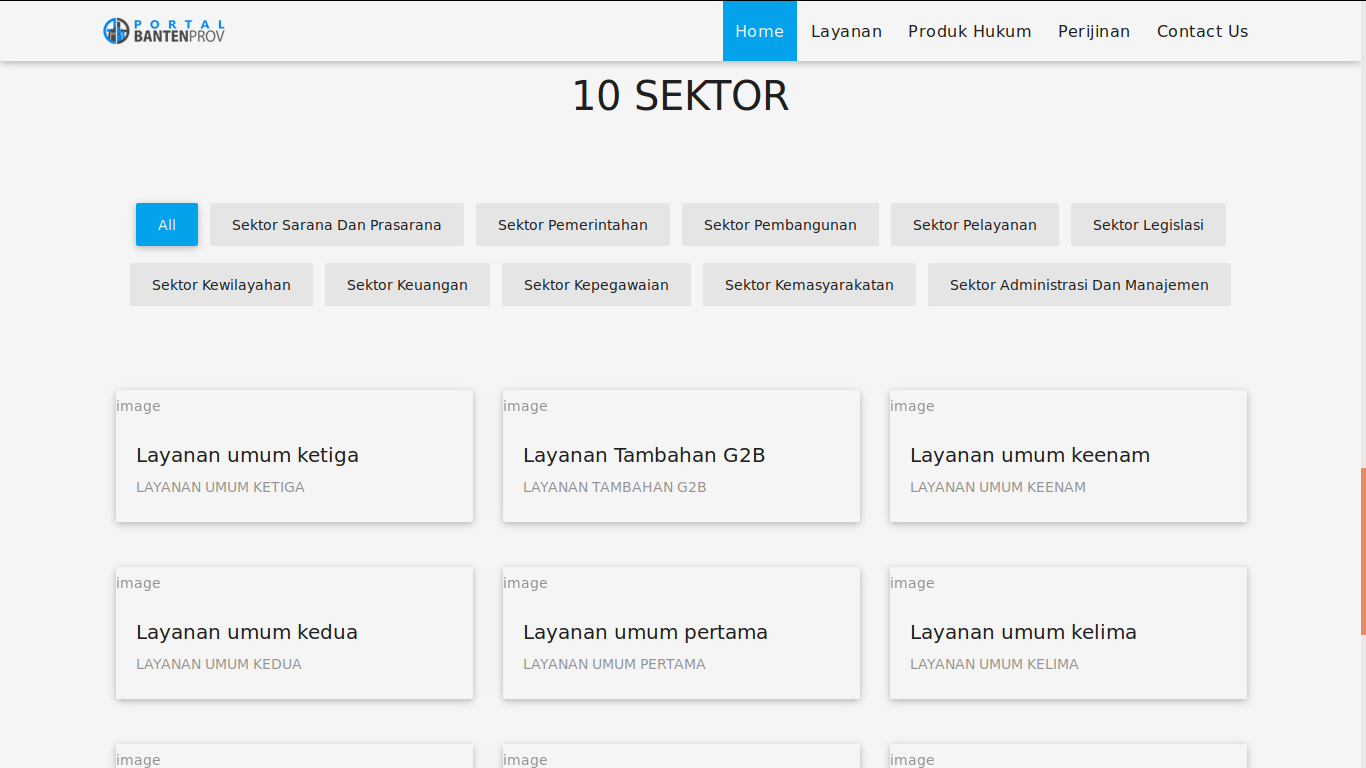 PORTAL
BANTENPROV
Home Layanan Produk Hukum Perijinan Contact Us
10 SEKTOR
All Sektor Sarana Dan Prasarana Sektor Pemerintahan Sektor Pembangunan Sektor Pelayanan Sektor Legislasi
Sektor Kewilayahan Sektor Keuangan Sektor Kepegawaian Sektor Kemasyarakatan Sektor Administrasi Dan Manajemen
image
Layanan umum ketiga
LAYANAN UMUM KETIGA
image
Layanan Tambahan G2B
LAYANAN TAMBAHAN G2B
image
Layanan umum keenam
LAYANAN UMUM KEENAM
image
Layanan umum kedua
LAYANAN UMUM KEDUA
image
Layanan umum pertama
LAYANAN UMUM PERTAMA
image
Layanan umum kelima
LAYANAN UMUM KELIMA
image
image
image